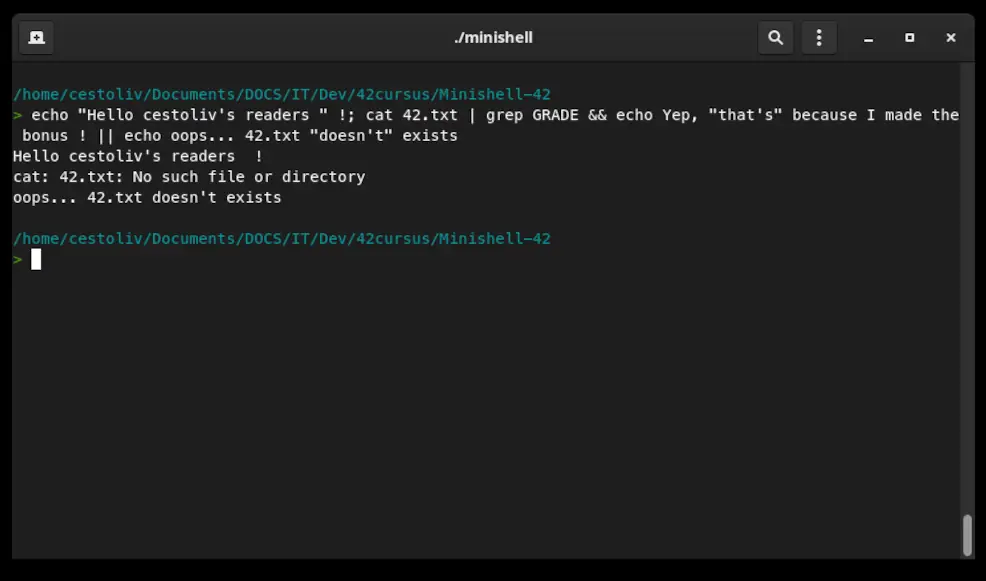 ./minishell
/home/cestoliv/Documents/DOCS/IT/Dev/42cursus/Minishell-42
> echo "Hello cestoliv's readers " !; cat 42.txt | grep GRADE && echo Yep, "that's" because I made the
bonus ! || echo oops... 42.txt "doesn't" exists
Hello cestoliv's readers  !
cat: 42.txt: No such file or directory
oops... 42.txt doesn't exists
/home/cestoliv/Documents/DOCS/IT/Dev/42cursus/Minishell-42
>